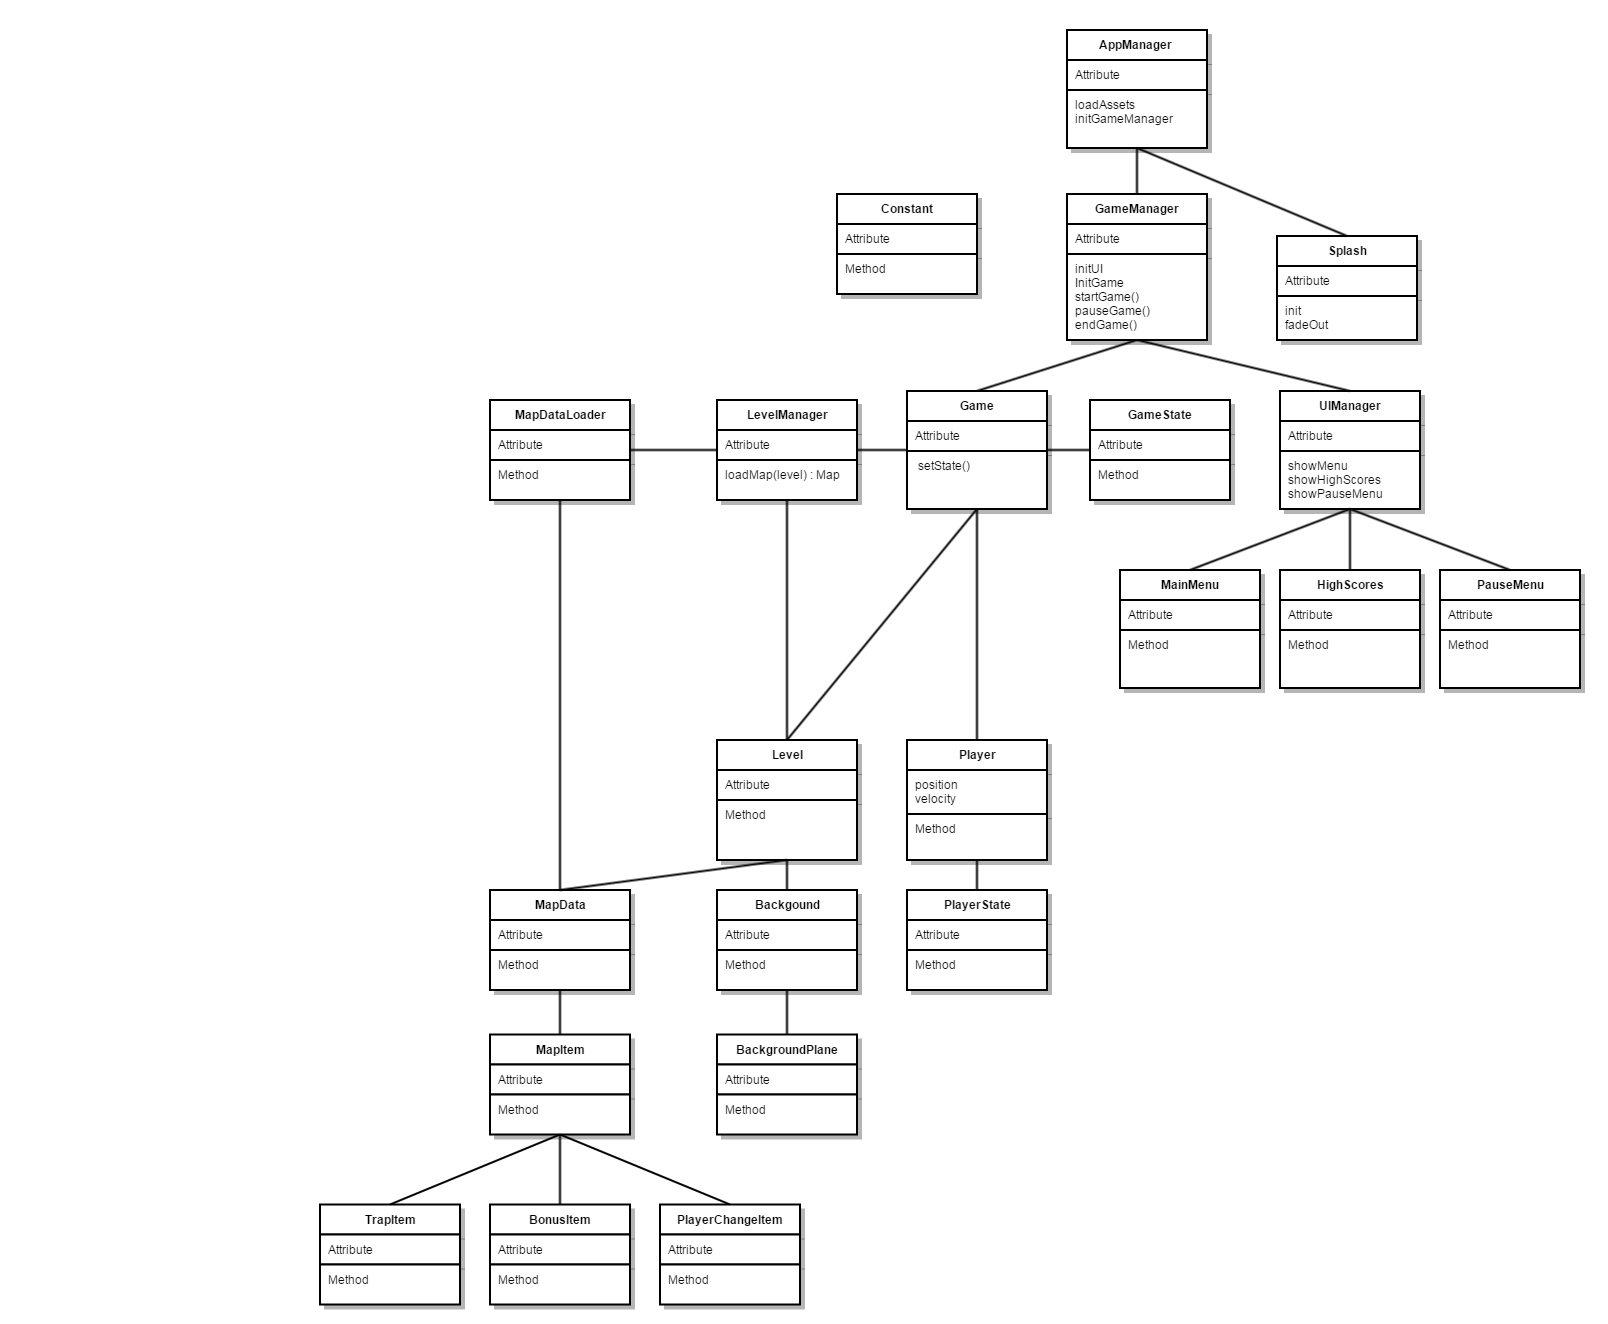 AppManager
Attribute
loadAssets
initGameManager
Constant
Attribute
Method
GameManager
Attribute
initUI
InitGame
startGame()
pauseGame()
endGame()
Splash
Attribute
init
fadeOut
MapDataLoader
Attribute
Method
LevelManager
Attribute
loadMap(level) : Map
Game
Attribute
setState()
GameState
Attribute
Method
UIManager
Attribute
showMenu
showHighScores
showPauseMenu
MainMenu
Attribute
Method
HighScores
Attribute
Method
PauseMenu
Attribute
Method
Level
Attribute
Method
Player
position
velocity
Method
MapData
Attribute
Method
Backgound
Attribute
Method
PlayerState
Attribute
Method
MapItem
Attribute
Method
BackgroundPlane
Attribute
Method
TrapItem
Attribute
Method
BonusItem
Attribute
Method
PlayerChangeItem
Attribute
Method